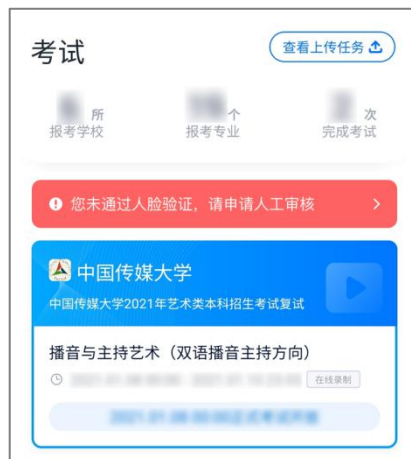 考试
查看上传任务
所 个 次
报考学校 报考专业 完成考试
您未通过人脸验证，请申请人工审核
中国传媒大学
中国传媒大学2021年艺术类本科招生考试复试
播音与主持艺术（双语播音主持方向）
在线录制